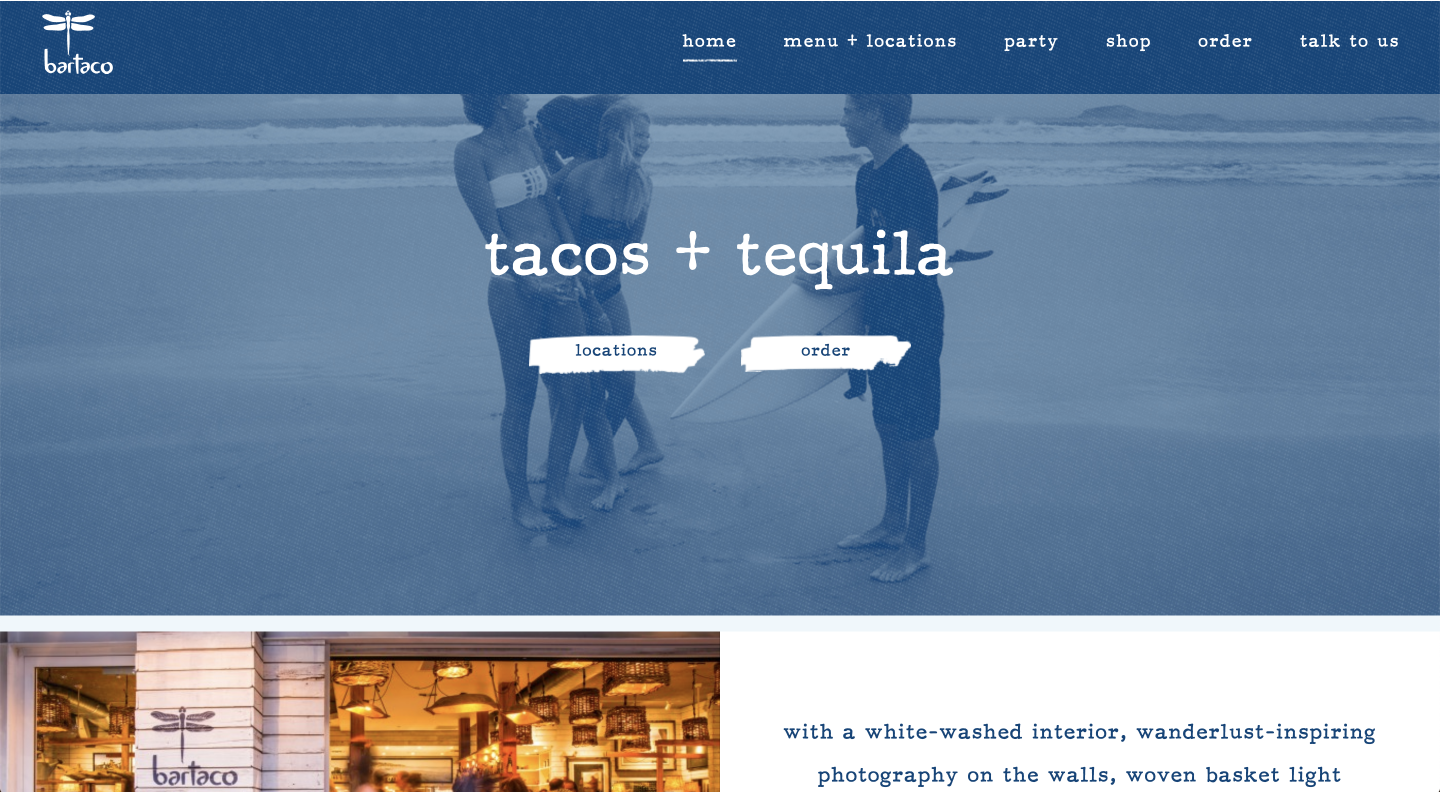 bartaco
home menu + locations party shop order talk to us
tacos + tequila
locations order
bartaco
with a white-washed interior, wanderlust-inspiring
photography on the walls, woven basket light